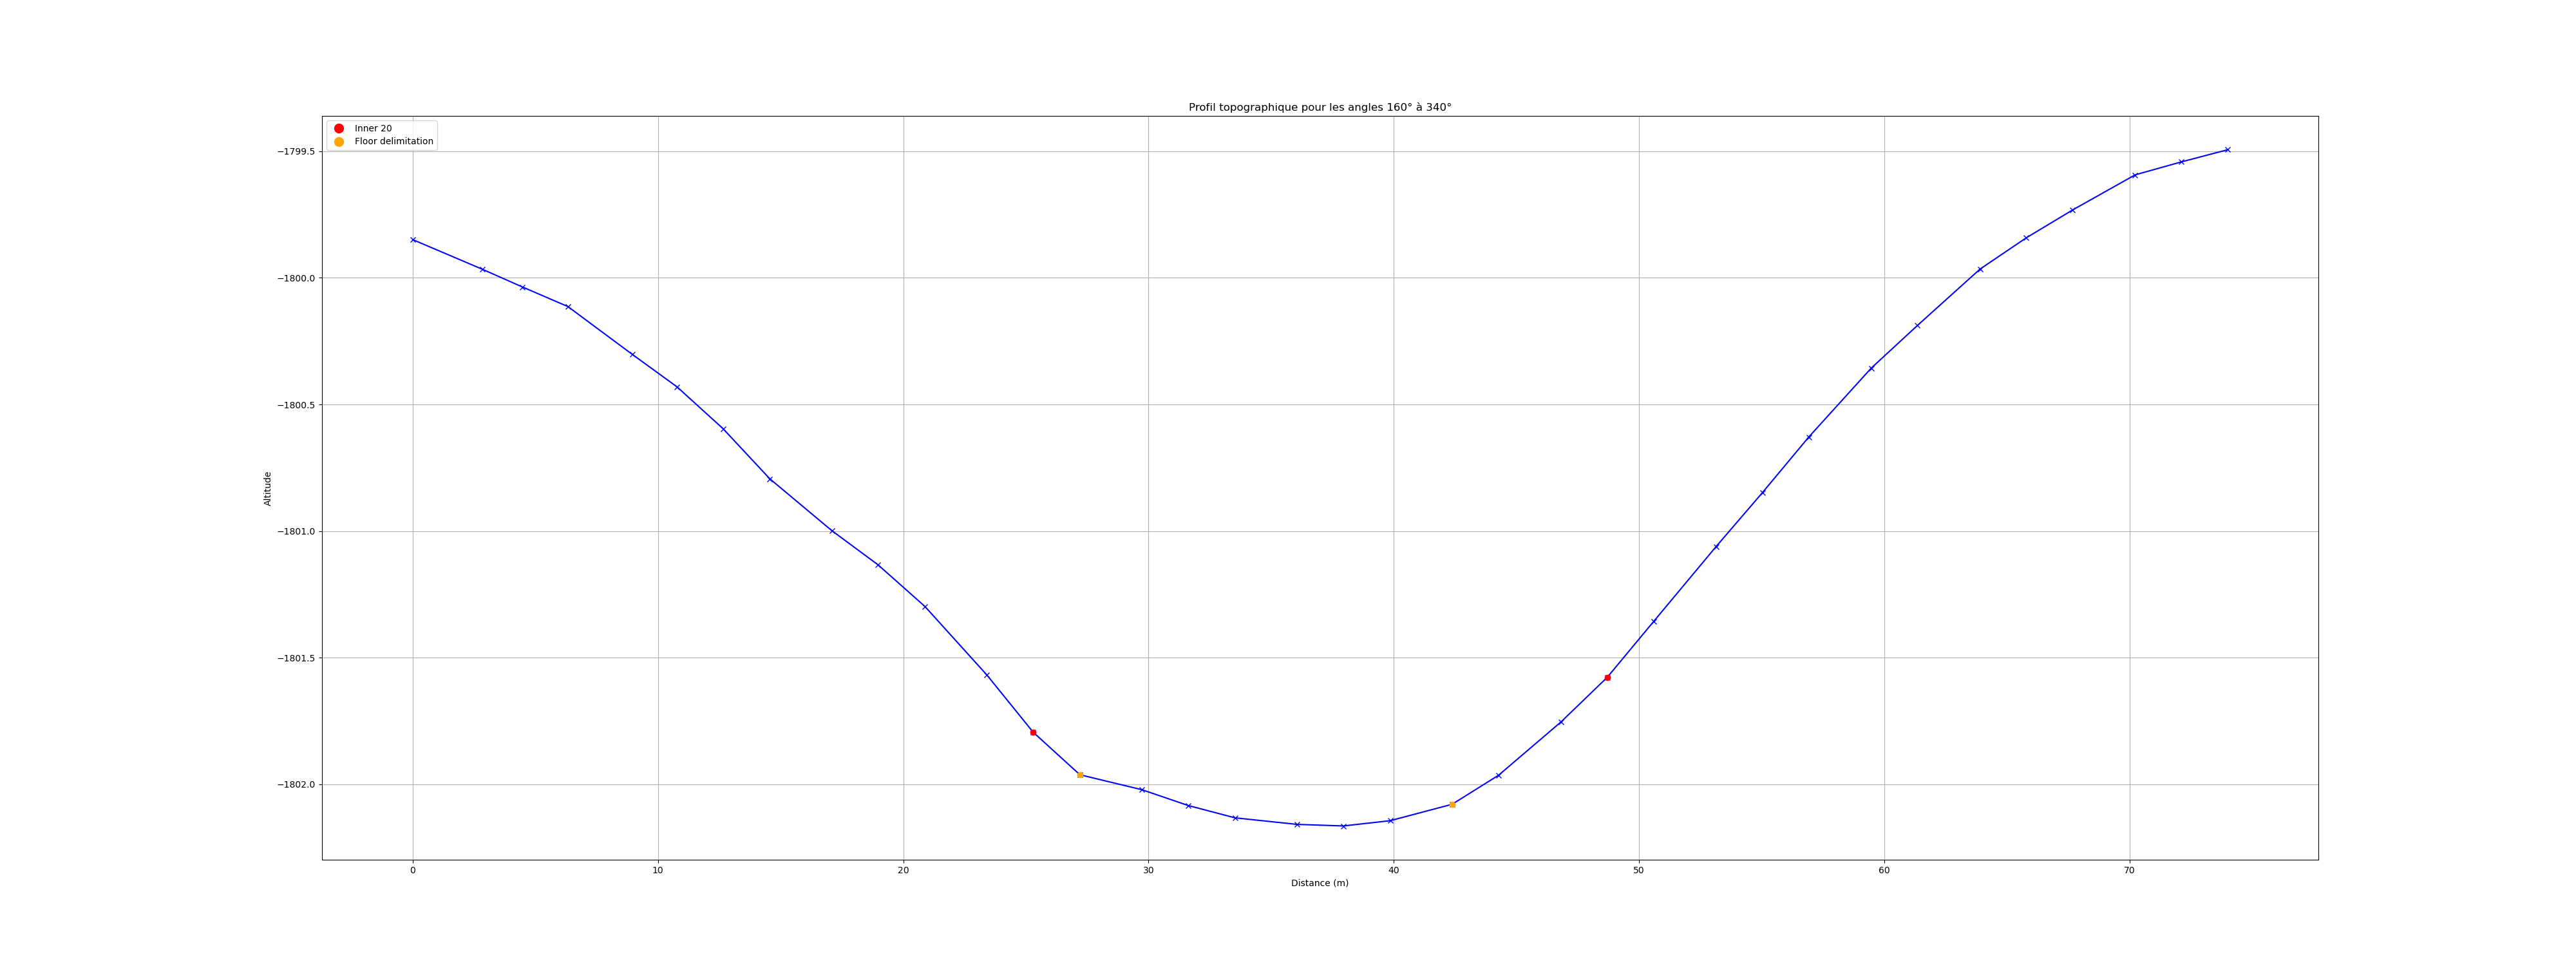 Profil topographique pour les angles 160° à 340°
Inner 20
Floor delimitation
−1799.5
−1800.0
−1800.5
−1801.0
−1801.5
−1802.0
Altitude
0 10 20 30 40 50 60 70
Distance (m)